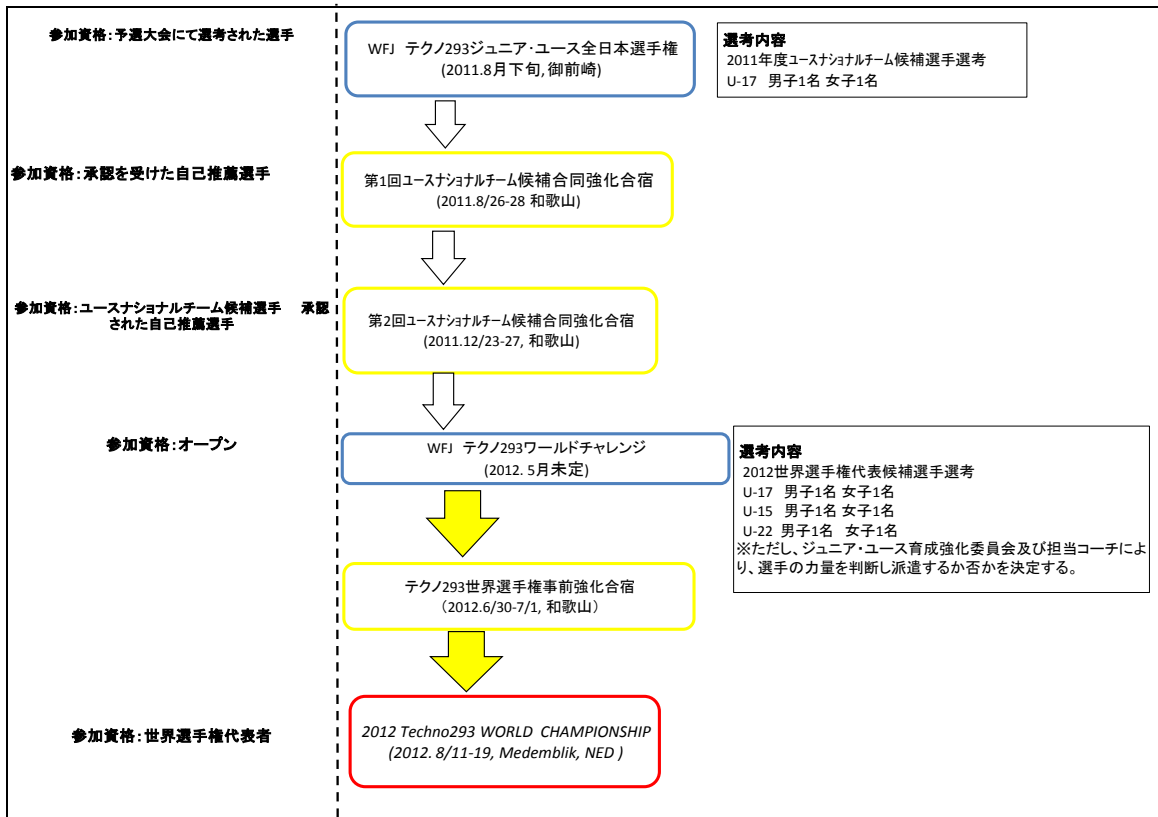 参加資格:予選大会にて選考された選手
WFJ テクノ293ジュニア・ユース全日本選手権
(2011.8月下旬, 御前崎)
選考内容
2011年度ユースナショナルチーム候補選手選考
U-17 男子1名 女子1名
参加資格:承認を受けた自己推薦選手
第1回ユースナショナルチーム候補合同強化合宿
(2011.8/26-28 和歌山)
参加資格:ユースナショナルチーム候補選手 承認
された自己推薦選手
第2回ユースナショナルチーム候補合同強化合宿
(2011.12/23-27, 和歌山)
参加資格:オープン
WFJ テクノ293ワールドチャレンジ
(2012. 5月未定)
選考内容
2012世界選手権代表候補選手選考
U-17 男子1名 女子1名
U-15 男子1名 女子1名
U-22 男子1名 女子1名
※ただし、ジュニア・ユース育成強化委員会及び担当コーチによ
り、選手の力量を判断し派遣するか否かを決定する。
テクノ293世界選手権事前強化合宿
(2012.6/30-7/1, 和歌山)
参加資格:世界選手権代表者
2012 Techno293 WORLD CHAMPIONSHIP
(2012. 8/11-19, Medemblik, NED )